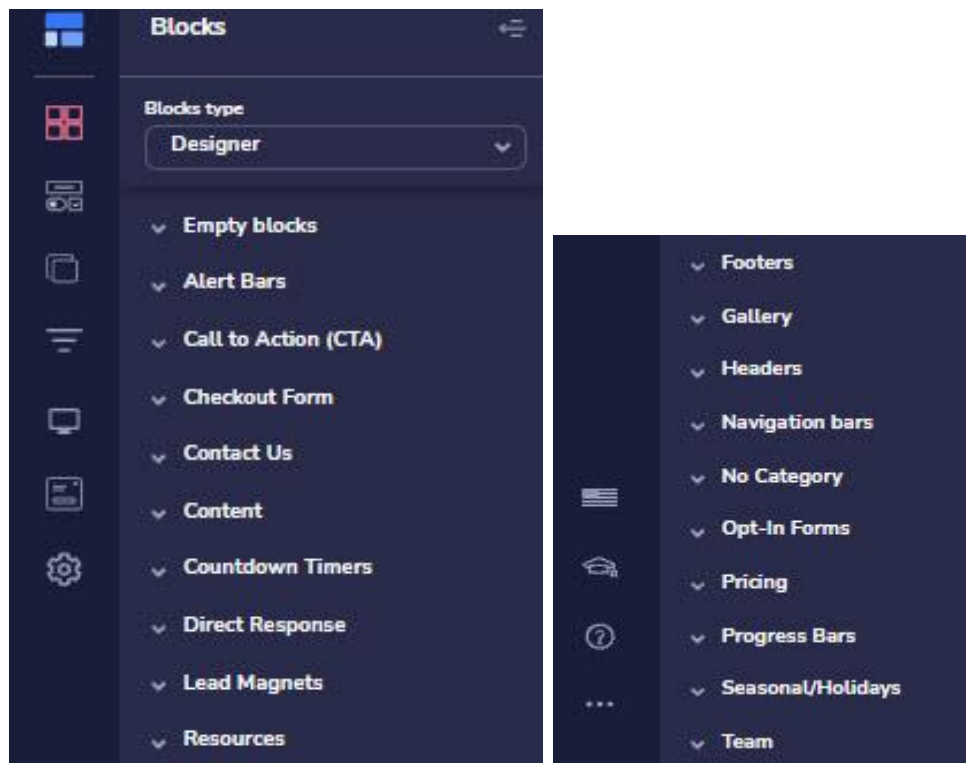 Blocks
Blocks type
Designer
Empty blocks
Alert Bars
Call to Action (CTA)
Checkout Form
Contact Us
Content
Countdown Timers
Direct Response
Lead Magnets
Resources
Footers
Gallery
Headers
Navigation bars
No Category
Opt-In Forms
Pricing
Progress Bars
Seasonal/Holidays
Team